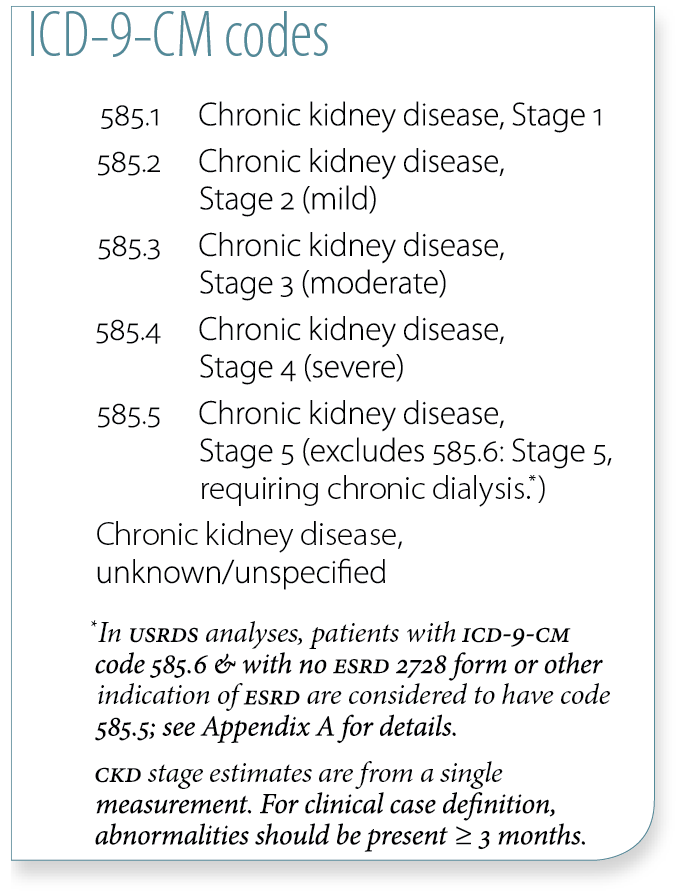 ICD-9-CM codes
585.1 Chronic kidney disease, Stage 1
585.2 Chronic kidney disease,
Stage 2 (mild)
585.3 Chronic kidney disease,
Stage 3 (moderate)
585.4 Chronic kidney disease,
Stage 4 (severe)
585.5 Chronic kidney disease,
Stage 5 (excludes 585.6: Stage 5,
requiring chronic dialysis.*)
Chronic kidney disease,
unknown/unspecified
*In USRDS analyses, patients with ICD-9-CM
code 585.6 & with no ESRD 2728 form or other
indication of ESRD are considered to have code
585.5; see Appendix A for details.
CKD stage estimates are from a single
measurement. For clinical case definition,
abnormalities should be present ≥ 3 months.